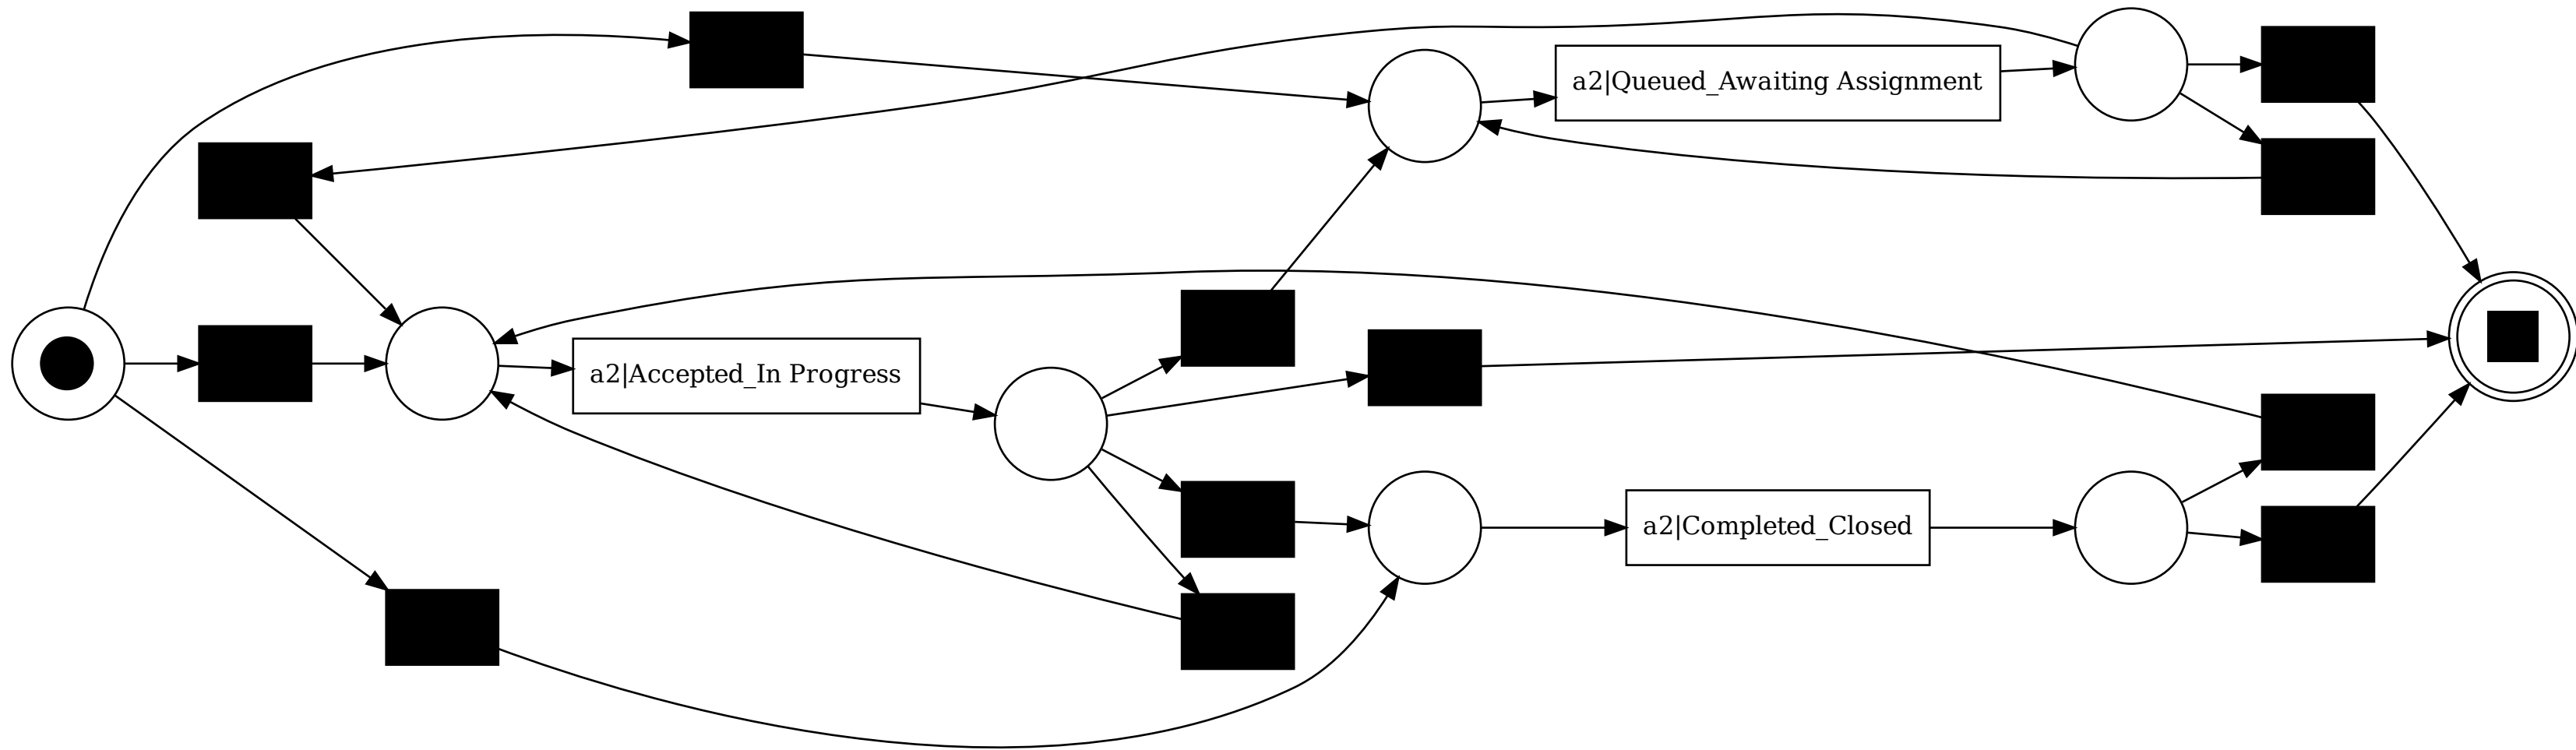 a2|Queued_Awaiting Assignment
a2|Accepted_In Progress
a2|Completed_Closed